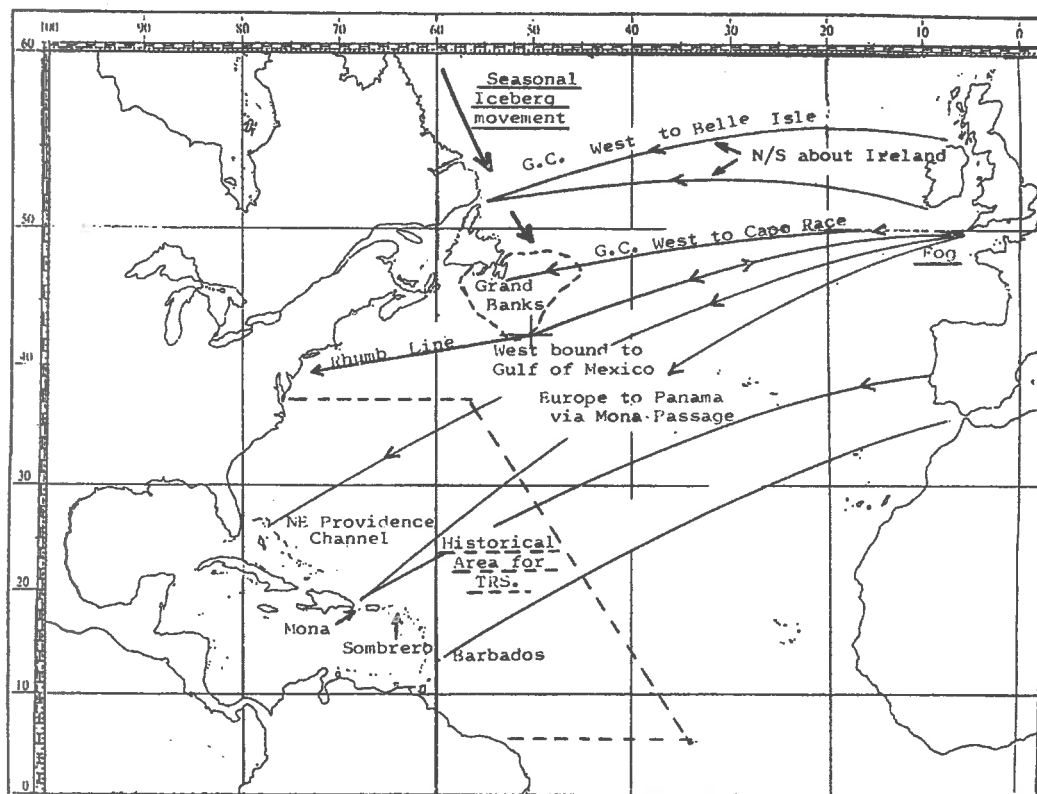 100 90 80 70 60 50 40 30 20 10 0
60
Seasonal
Iceberg
movement
G.C. West to Belle Isle
N/S about Ireland
50
G.C. West to Cape Race
Fog
Grand
Banks
Rhumb Line
West bound to
Gulf of Mexico
40
Europe to Panama
via Mona Passage
30
NE Providence
Channel
Historical
Area for
TRS.
20
Mona
Sombrero
Barbados
10
0